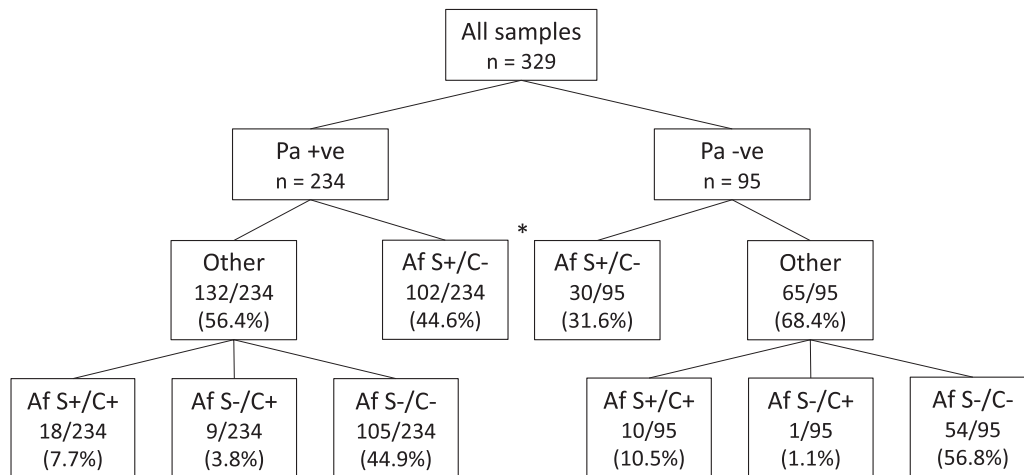 All samples
n = 329
Pa +ve
n = 234
Pa -ve
n = 95
Other
132/234
(56.4%)
Af S+/C-
102/234
(44.6%)
*
Af S+/C-
30/95
(31.6%)
Other
65/95
(68.4%)
Af S+/C+
18/234
(7.7%)
Af S-/C+
9/234
(3.8%)
Af S-/C-
105/234
(44.9%)
Af S+/C+
10/95
(10.5%)
Af S-/C+
1/95
(1.1%)
Af S-/C-
54/95
(56.8%)